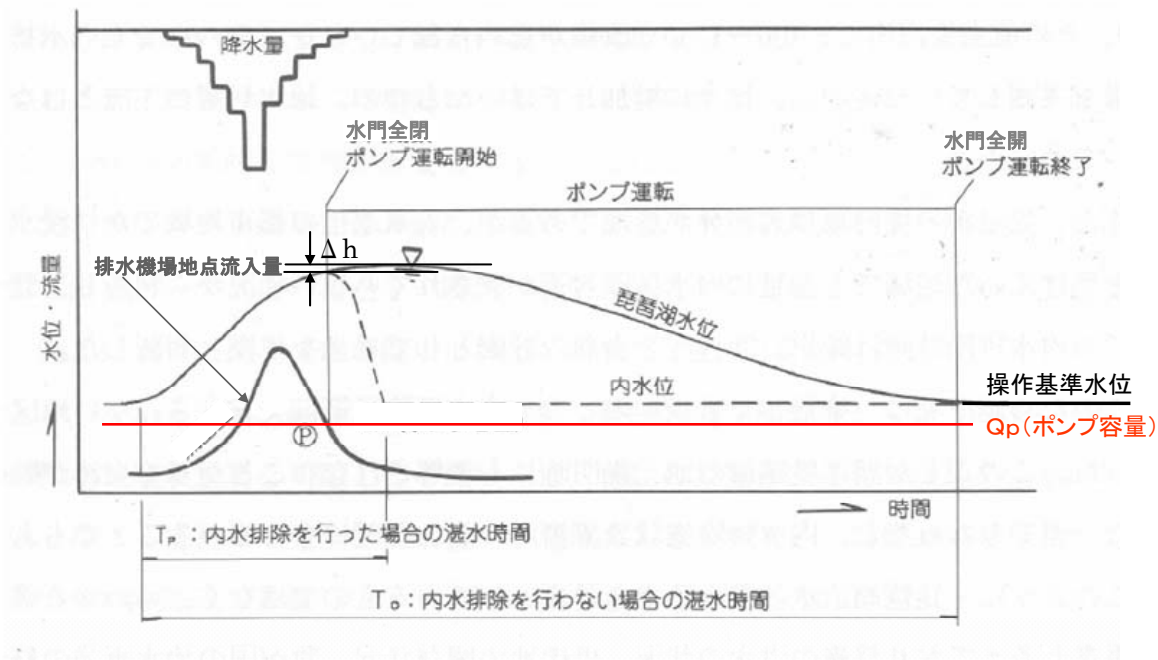 降水量
水門全閉
ポンプ運転開始
水門全開
ポンプ運転終了
ポンプ運転
Δh
排水機場地点流入量
水位・流量
琵琶湖水位
内水位
操作基準水位
Qp(ポンプ容量)
Ⓟ
時間
：内水排除を行った場合の湛水時間
：内水排除を行わない場合の湛水時間